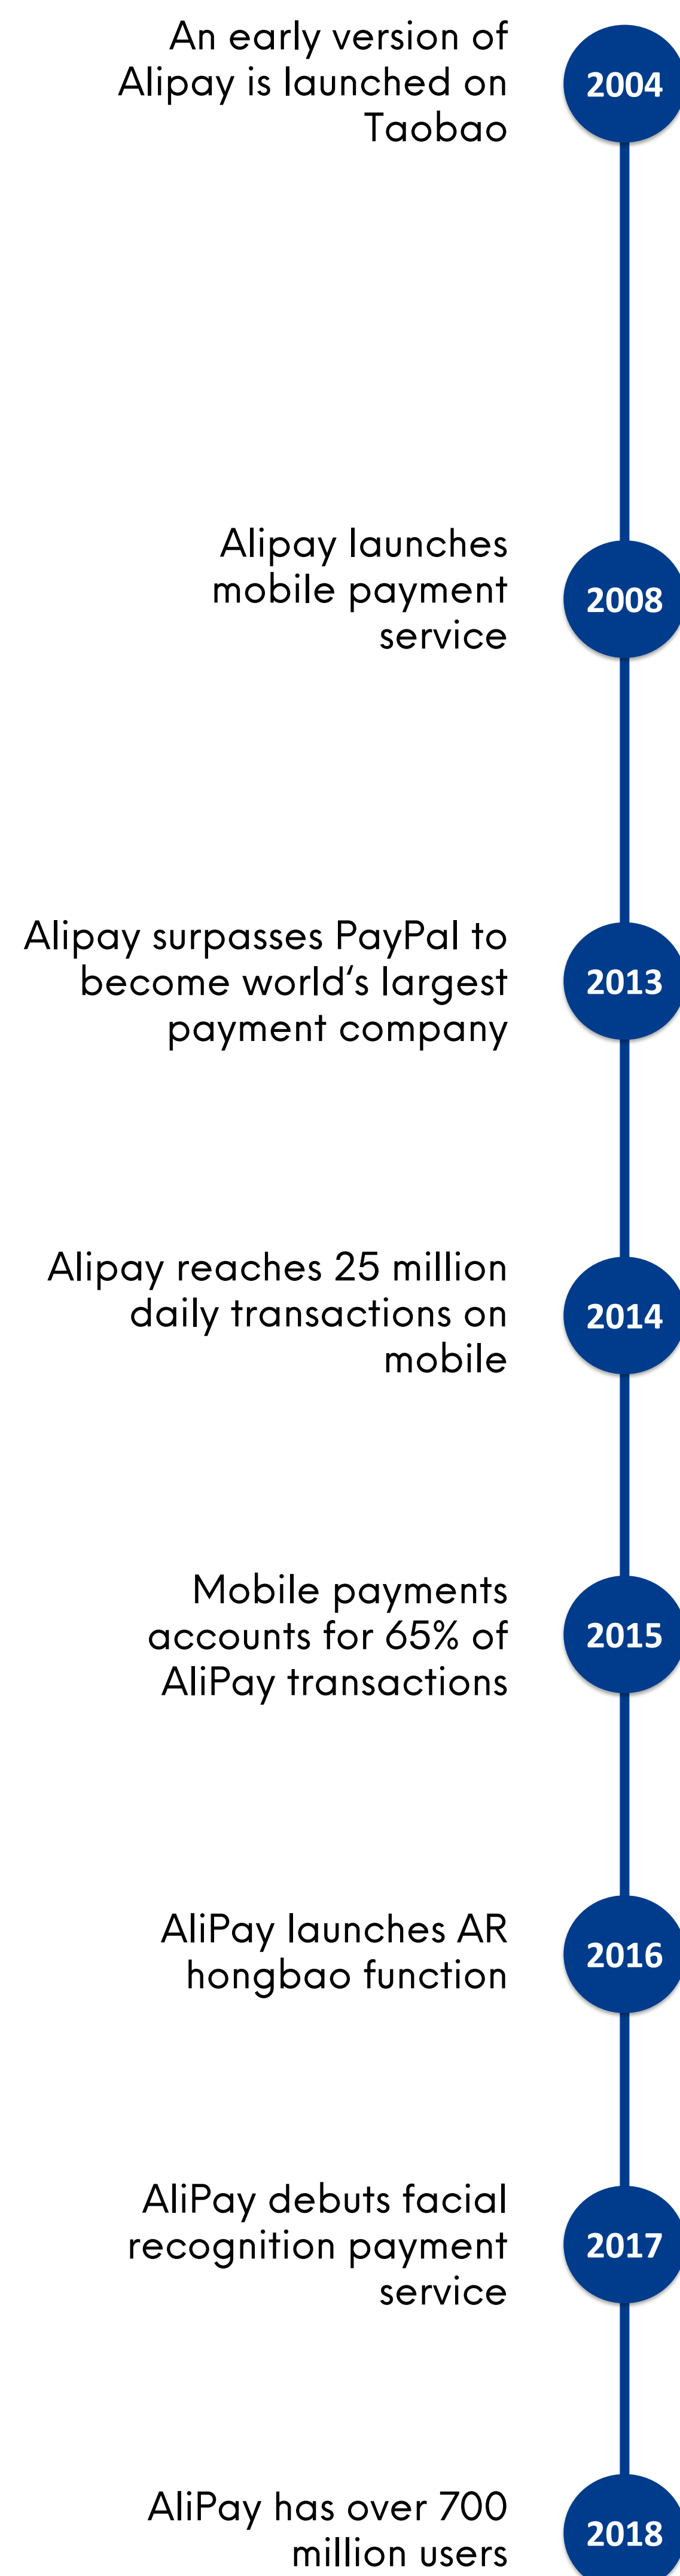 An early version of
Alipay is launched on
Taobao
2004
Alipay launches
mobile payment
service
2008
Alipay surpasses PayPal to
become world‘s largest
payment company
2013
Alipay reaches 25 million
daily transactions on
mobile
2014
Mobile payments
accounts for 65% of
AliPay transactions
2015
AliPay launches AR
hongbao function
2016
AliPay debuts facial
recognition payment
service
2017
AliPay has over 700
million users
2018